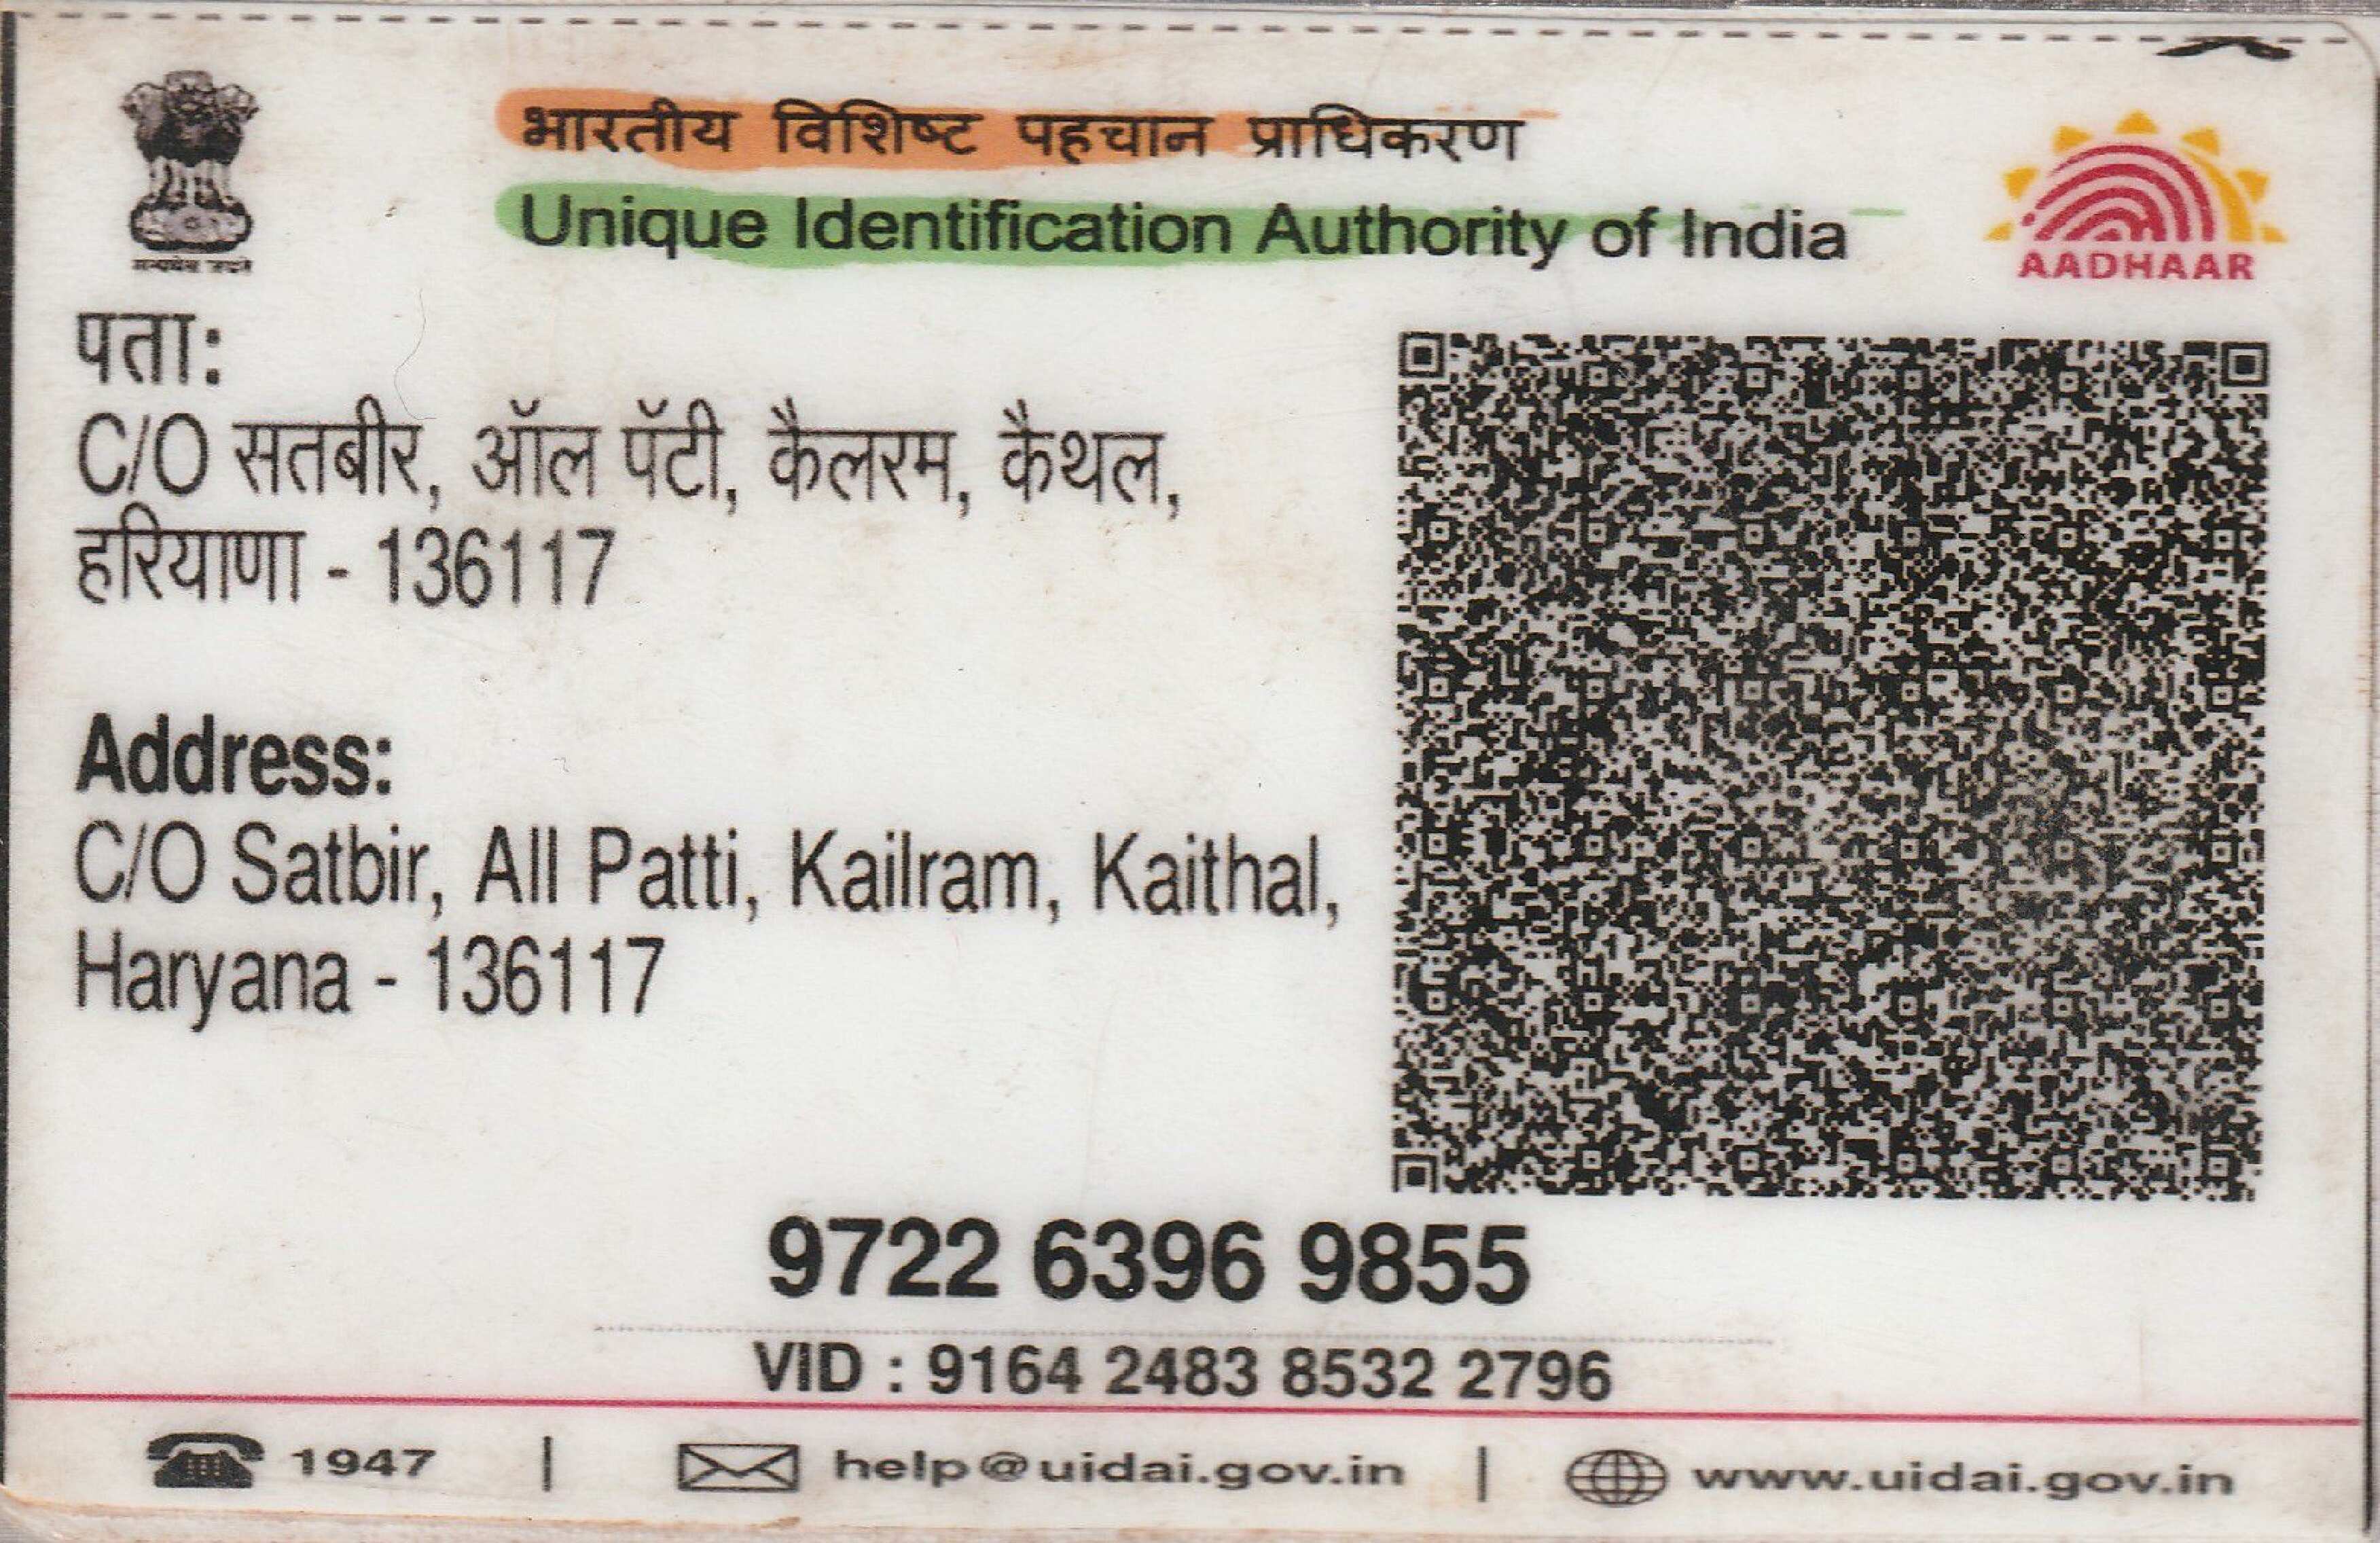 भारतीय विशिष्ट पहचान प्राधिकरण
Unique Identification Authority of India
AADHAAR
सत्यमेव जयते
पता:
C/O सतबीर, ऑल पॅटी, कैलरम, कैथल,
हरियाणा - 136117
Address:
C/O Satbir, All Patti, Kailram, Kaithal,
Haryana - 136117
9722 6396 9855
VID : 9164 2483 8532 2796
1947 | help@uidai.gov.in | www.uidai.gov.in